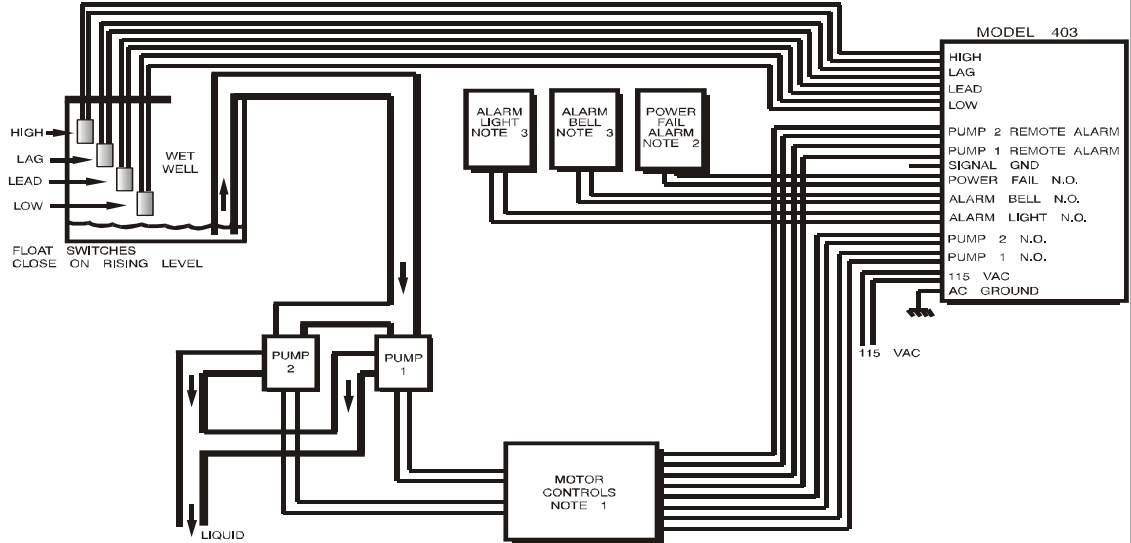 MODEL 403
HIGH
LAG
LEAD
LOW
PUMP 2 REMOTE ALARM
PUMP 1 REMOTE ALARM
SIGNAL GND
POWER FAIL N.O.
ALARM BELL N.O.
ALARM LIGHT N.O.
PUMP 2 N.O.
PUMP 1 N.O.
115 VAC
AC GROUND
115 VAC
ALARM
LIGHT
NOTE 3
ALARM
BELL
NOTE 3
POWER
FAIL
ALARM
NOTE 2
HIGH
LAG
LEAD
LOW
WET
WELL
FLOAT SWITCHES
CLOSE ON RISING LEVEL
PUMP
2
PUMP
1
MOTOR
CONTROLS
NOTE 1
LIQUID